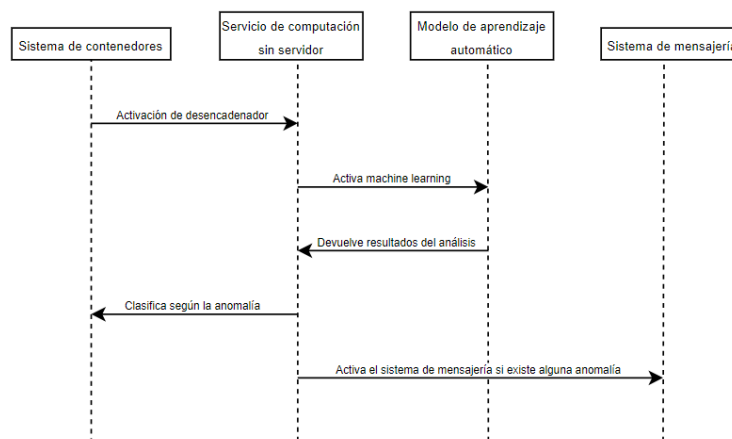 Sistema de contenedores
Servicio de computación
sin servidor
Modelo de aprendizaje
automático
Sistema de mensajería
Activación de desencadenador
Activa machine learning
Devuelve resultados del análisis
Clasifica según la anomalía
Activa el sistema de mensajería si existe alguna anomalía